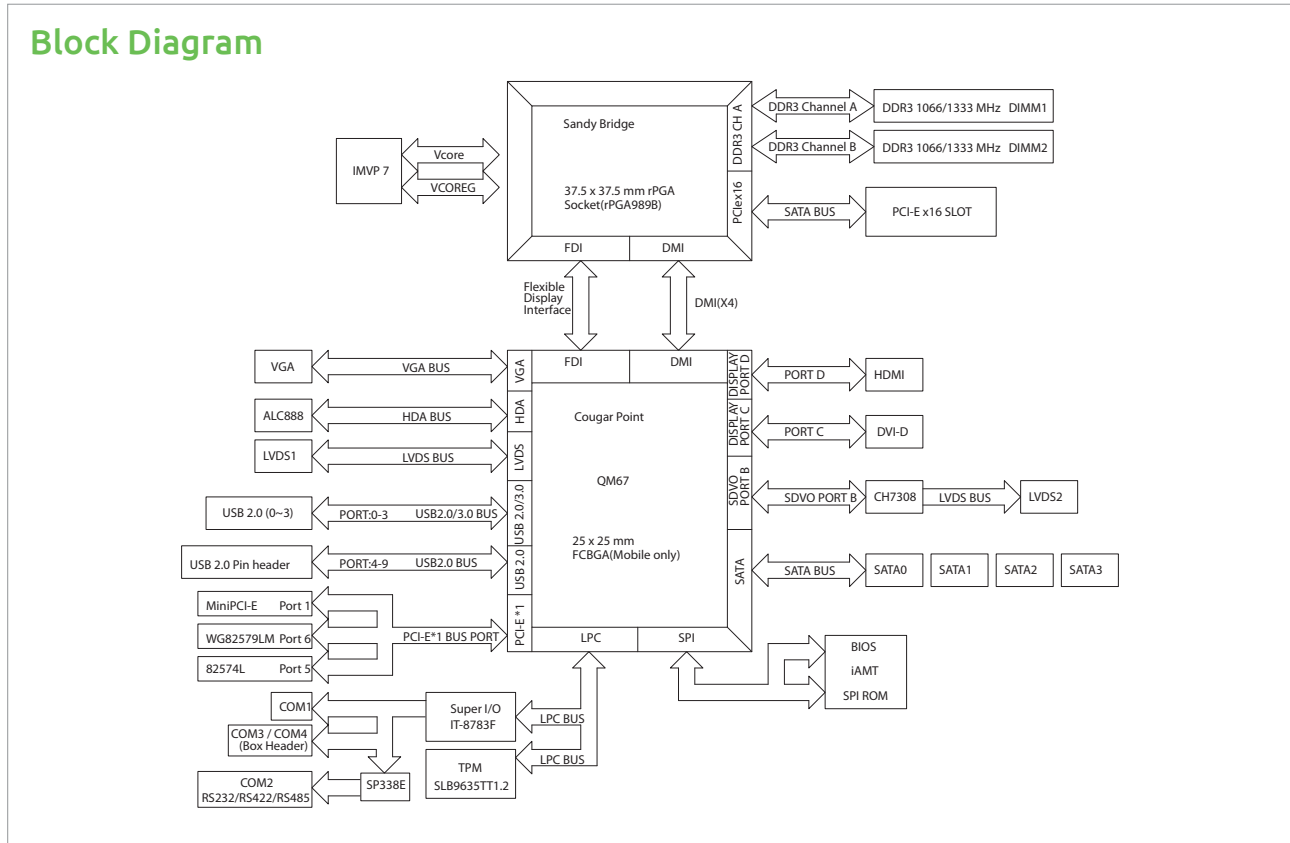 Block Diagram
Sandy Bridge
37.5 x 37.5 mm rPGA
Socket(rPGA989B)
DDR3 CH A
PCIex16
FDI
DMI
IMVP 7
Vcore
VCOREG
DDR3 Channel A
DDR3 1066/1333 MHz DIMM1
DDR3 Channel B
DDR3 1066/1333 MHz DIMM2
SATA BUS
PCI-E x16 SLOT
Flexible
Display
Interface
DMI(X4)
FDI
DMI
Cougar Point
QM67
25 x 25 mm
FCBGA(Mobile only)
VGA
HDA
LVDS
USB 2.0/3.0
USB 2.0
PCI-E *1
LPC
SPI
DISPLAY
PORT D
DISPLAY
PORT C
SDVO
PORT B
SATA
VGA
VGA BUS
ALC888
HDA BUS
LVDS1
LVDS BUS
USB 2.0 (0~3)
PORT:0-3 USB2.0/3.0 BUS
USB 2.0 Pin header
PORT:4-9 USB2.0 BUS
MiniPCI-E Port 1
WG82579LM Port 6
82574L Port 5
PCI-E*1 BUS PORT
PORT D
HDMI
PORT C
DVI-D
SDVO PORT B
CH7308
LVDS BUS
LVDS2
SATA BUS
SATA0
SATA1
SATA2
SATA3
BIOS
iAMT
SPI ROM
COM1
COM3 / COM4
(Box Header)
COM2
RS232/RS422/RS485
SP338E
Super I/O
IT-8783F
LPC BUS
TPM
SLB9635TT1.2
LPC BUS